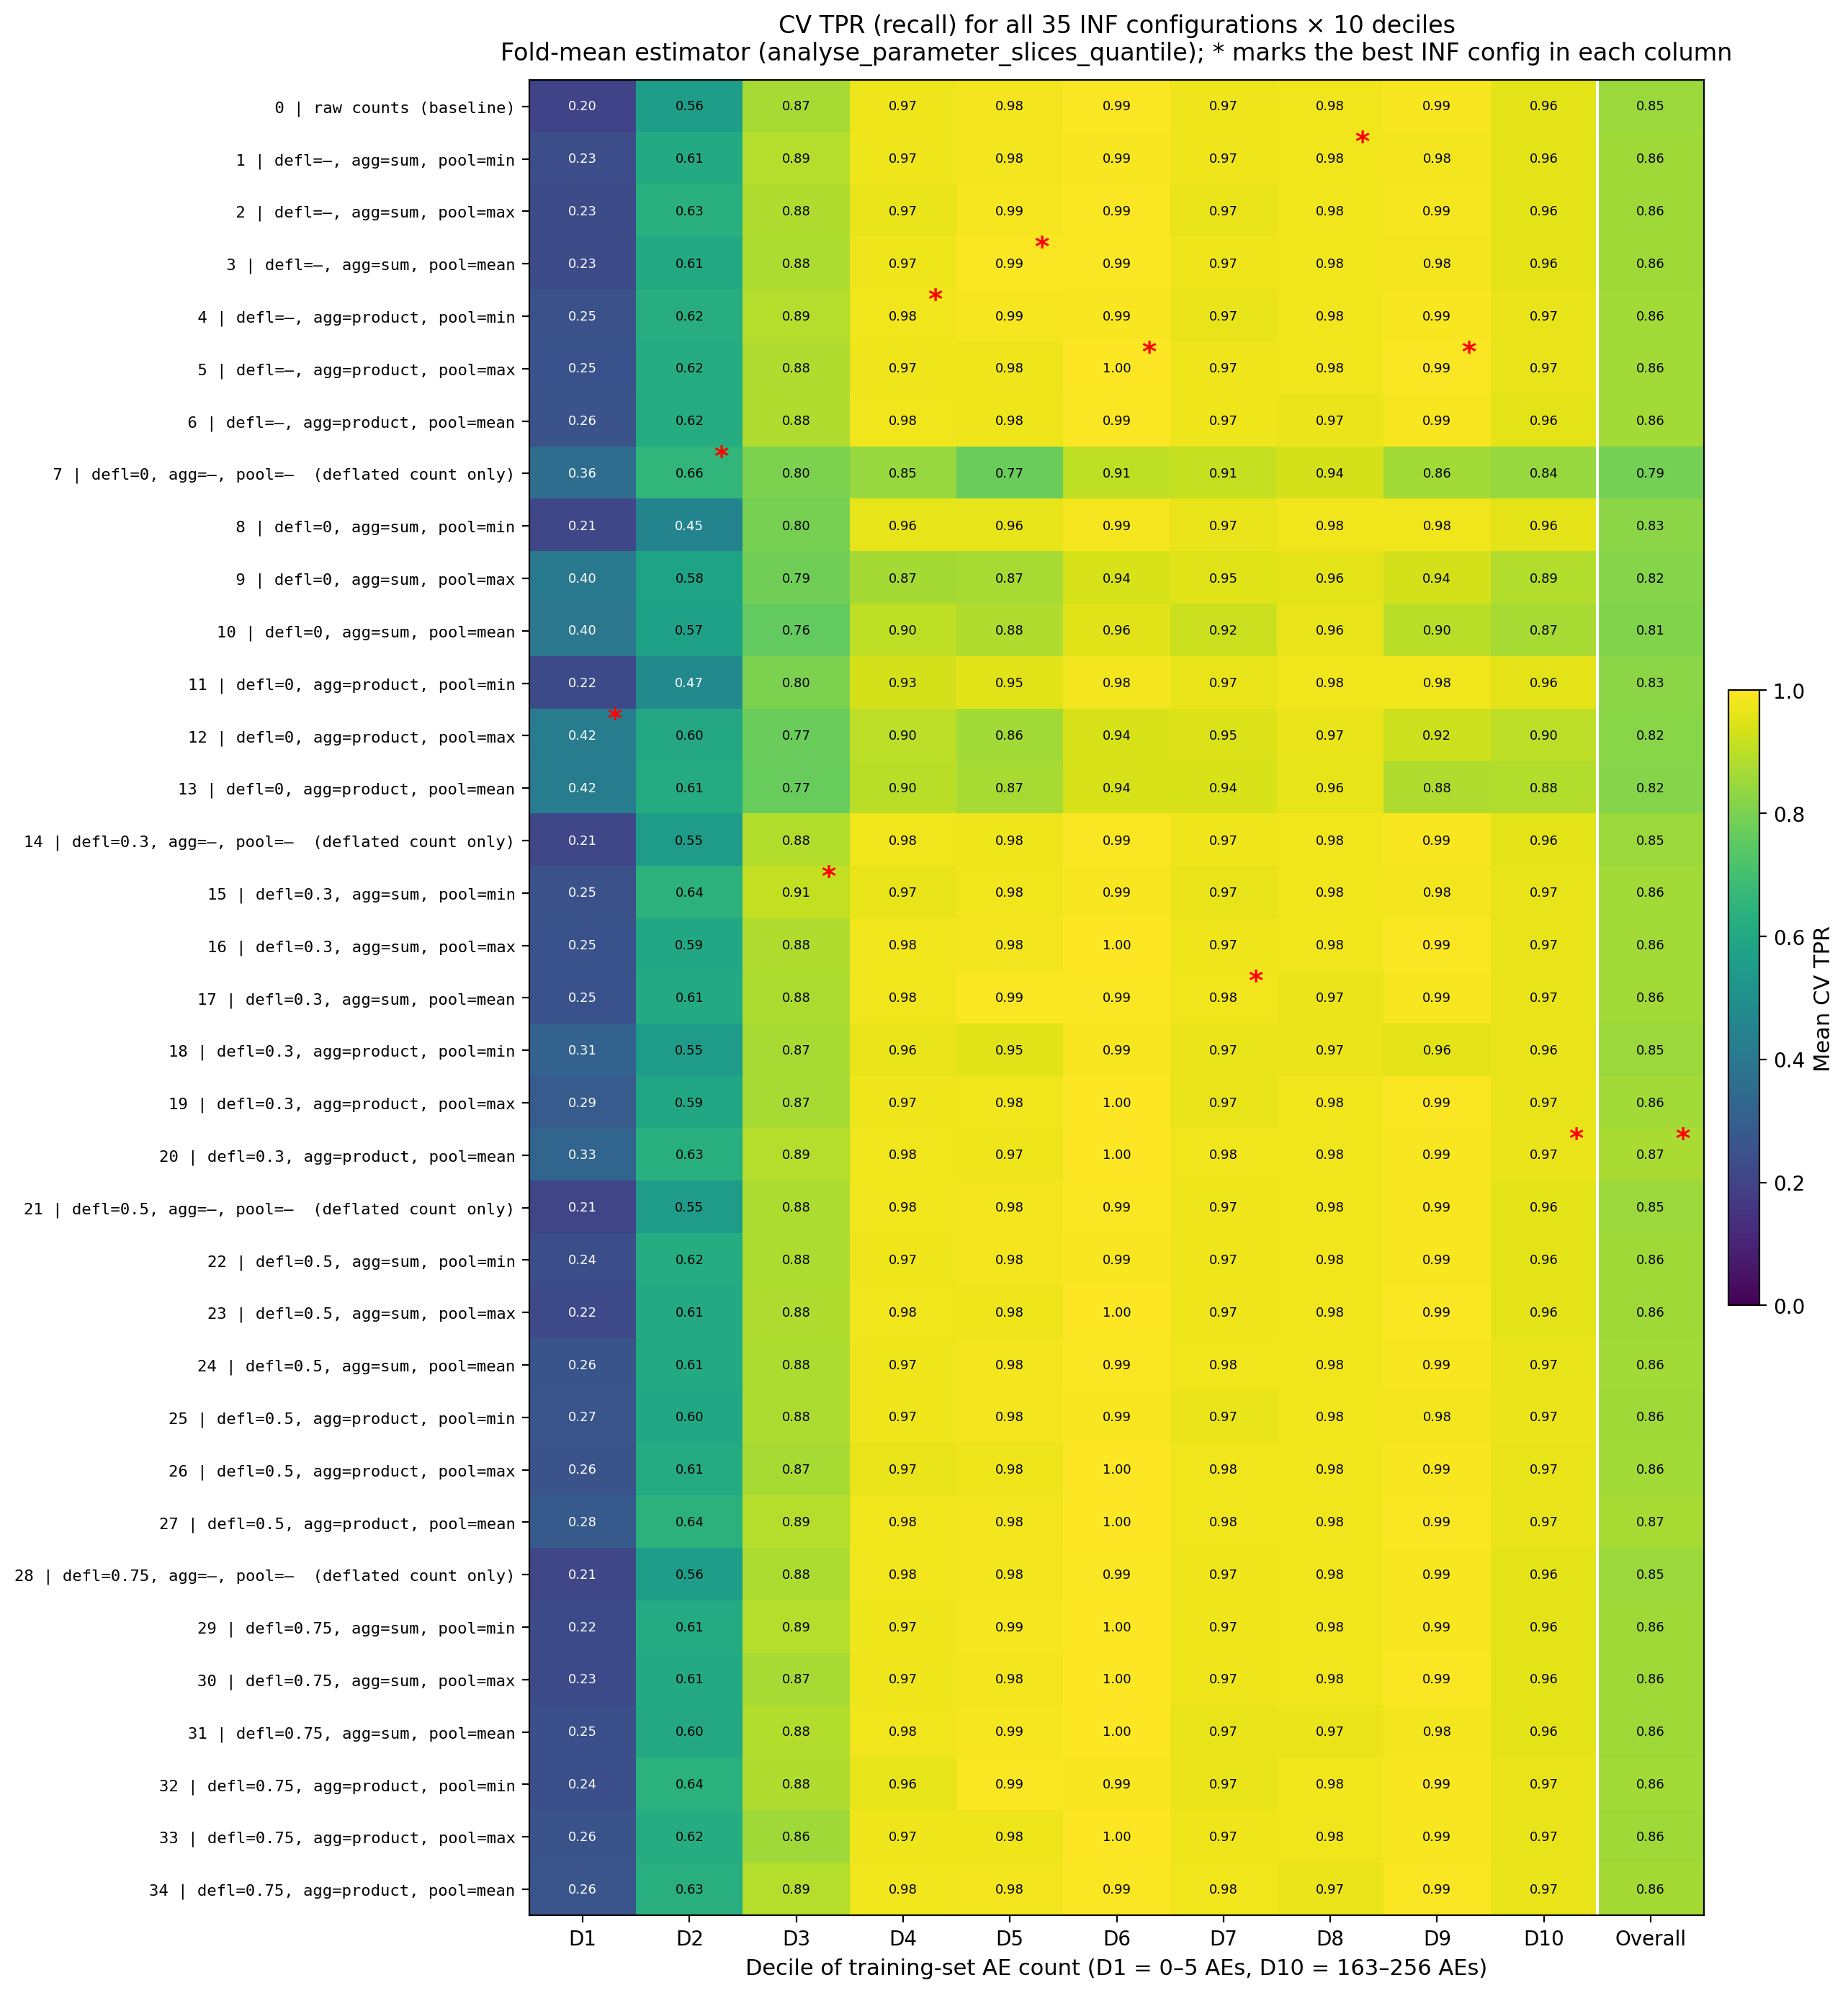 CV TPR (recall) for all 35 INF configurations × 10 deciles
Fold-mean estimator (analyse_parameter_slices_quantile); * marks the best INF config in each column
0 | raw counts (baseline) 0.20 0.56 0.87 0.97 0.98 0.99 0.97 0.98 0.99 0.96 0.85
*
1 | defl=—, agg=sum, pool=min 0.23 0.61 0.89 0.97 0.98 0.99 0.97 0.98 0.98 0.96 0.86
2 | defl=—, agg=sum, pool=max 0.23 0.63 0.88 0.97 0.99 0.99 0.97 0.98 0.99 0.96 0.86
*
3 | defl=—, agg=sum, pool=mean 0.23 0.61 0.88 0.97 0.99 0.99 0.97 0.98 0.98 0.96 0.86
*
4 | defl=—, agg=product, pool=min 0.25 0.62 0.89 0.98 0.99 0.99 0.97 0.98 0.99 0.97 0.86
* *
5 | defl=—, agg=product, pool=max 0.25 0.62 0.88 0.97 0.98 1.00 0.97 0.98 0.99 0.97 0.86
6 | defl=—, agg=product, pool=mean 0.26 0.62 0.88 0.98 0.98 0.99 0.97 0.97 0.99 0.96 0.86
*
7 | defl=0, agg=—, pool=— (deflated count only) 0.36 0.66 0.80 0.85 0.77 0.91 0.91 0.94 0.86 0.84 0.79
8 | defl=0, agg=sum, pool=min 0.21 0.45 0.80 0.96 0.96 0.99 0.97 0.98 0.98 0.96 0.83
9 | defl=0, agg=sum, pool=max 0.40 0.58 0.79 0.87 0.87 0.94 0.95 0.96 0.94 0.89 0.82
10 | defl=0, agg=sum, pool=mean 0.40 0.57 0.76 0.90 0.88 0.96 0.92 0.96 0.90 0.87 0.81
11 | defl=0, agg=product, pool=min 0.22 0.47 0.80 0.93 0.95 0.98 0.97 0.98 0.98 0.96 0.83
*
12 | defl=0, agg=product, pool=max 0.42 0.60 0.77 0.90 0.86 0.94 0.95 0.97 0.92 0.90 0.82
13 | defl=0, agg=product, pool=mean 0.42 0.61 0.77 0.90 0.87 0.94 0.94 0.96 0.88 0.88 0.82
14 | defl=0.3, agg=—, pool=— (deflated count only) 0.21 0.55 0.88 0.98 0.98 0.99 0.97 0.98 0.99 0.96 0.85
*
15 | defl=0.3, agg=sum, pool=min 0.25 0.64 0.91 0.97 0.98 0.99 0.97 0.98 0.98 0.97 0.86
16 | defl=0.3, agg=sum, pool=max 0.25 0.59 0.88 0.98 0.98 1.00 0.97 0.98 0.99 0.97 0.86
*
17 | defl=0.3, agg=sum, pool=mean 0.25 0.61 0.88 0.98 0.99 0.99 0.98 0.97 0.99 0.97 0.86
18 | defl=0.3, agg=product, pool=min 0.31 0.55 0.87 0.96 0.95 0.99 0.97 0.97 0.96 0.96 0.85
19 | defl=0.3, agg=product, pool=max 0.29 0.59 0.87 0.97 0.98 1.00 0.97 0.98 0.99 0.97 0.86
* *
20 | defl=0.3, agg=product, pool=mean 0.33 0.63 0.89 0.98 0.97 1.00 0.98 0.98 0.99 0.97 0.87
21 | defl=0.5, agg=—, pool=— (deflated count only) 0.21 0.55 0.88 0.98 0.98 0.99 0.97 0.98 0.99 0.96 0.85
22 | defl=0.5, agg=sum, pool=min 0.24 0.62 0.88 0.97 0.98 0.99 0.97 0.98 0.99 0.96 0.86
23 | defl=0.5, agg=sum, pool=max 0.22 0.61 0.88 0.98 0.98 1.00 0.97 0.98 0.99 0.96 0.86
24 | defl=0.5, agg=sum, pool=mean 0.26 0.61 0.88 0.97 0.98 0.99 0.98 0.98 0.99 0.97 0.86
25 | defl=0.5, agg=product, pool=min 0.27 0.60 0.88 0.97 0.98 0.99 0.97 0.98 0.98 0.97 0.86
26 | defl=0.5, agg=product, pool=max 0.26 0.61 0.87 0.97 0.98 1.00 0.98 0.98 0.99 0.97 0.86
27 | defl=0.5, agg=product, pool=mean 0.28 0.64 0.89 0.98 0.98 1.00 0.98 0.98 0.99 0.97 0.87
28 | defl=0.75, agg=—, pool=— (deflated count only) 0.21 0.56 0.88 0.98 0.98 0.99 0.97 0.98 0.99 0.96 0.85
29 | defl=0.75, agg=sum, pool=min 0.22 0.61 0.89 0.97 0.99 1.00 0.97 0.98 0.99 0.96 0.86
30 | defl=0.75, agg=sum, pool=max 0.23 0.61 0.87 0.97 0.98 1.00 0.97 0.98 0.99 0.96 0.86
31 | defl=0.75, agg=sum, pool=mean 0.25 0.60 0.88 0.98 0.99 1.00 0.97 0.97 0.98 0.96 0.86
32 | defl=0.75, agg=product, pool=min 0.24 0.64 0.88 0.96 0.99 0.99 0.97 0.98 0.99 0.97 0.86
33 | defl=0.75, agg=product, pool=max 0.26 0.62 0.86 0.97 0.98 1.00 0.97 0.98 0.99 0.97 0.86
34 | defl=0.75, agg=product, pool=mean 0.26 0.63 0.89 0.98 0.98 0.99 0.98 0.97 0.99 0.97 0.86
D1 D2 D3 D4 D5 D6 D7 D8 D9 D10 Overall
Decile of training-set AE count (D1 = 0–5 AEs, D10 = 163–256 AEs)
1.0
0.8
0.6
0.4
0.2
0.0
Mean CV TPR